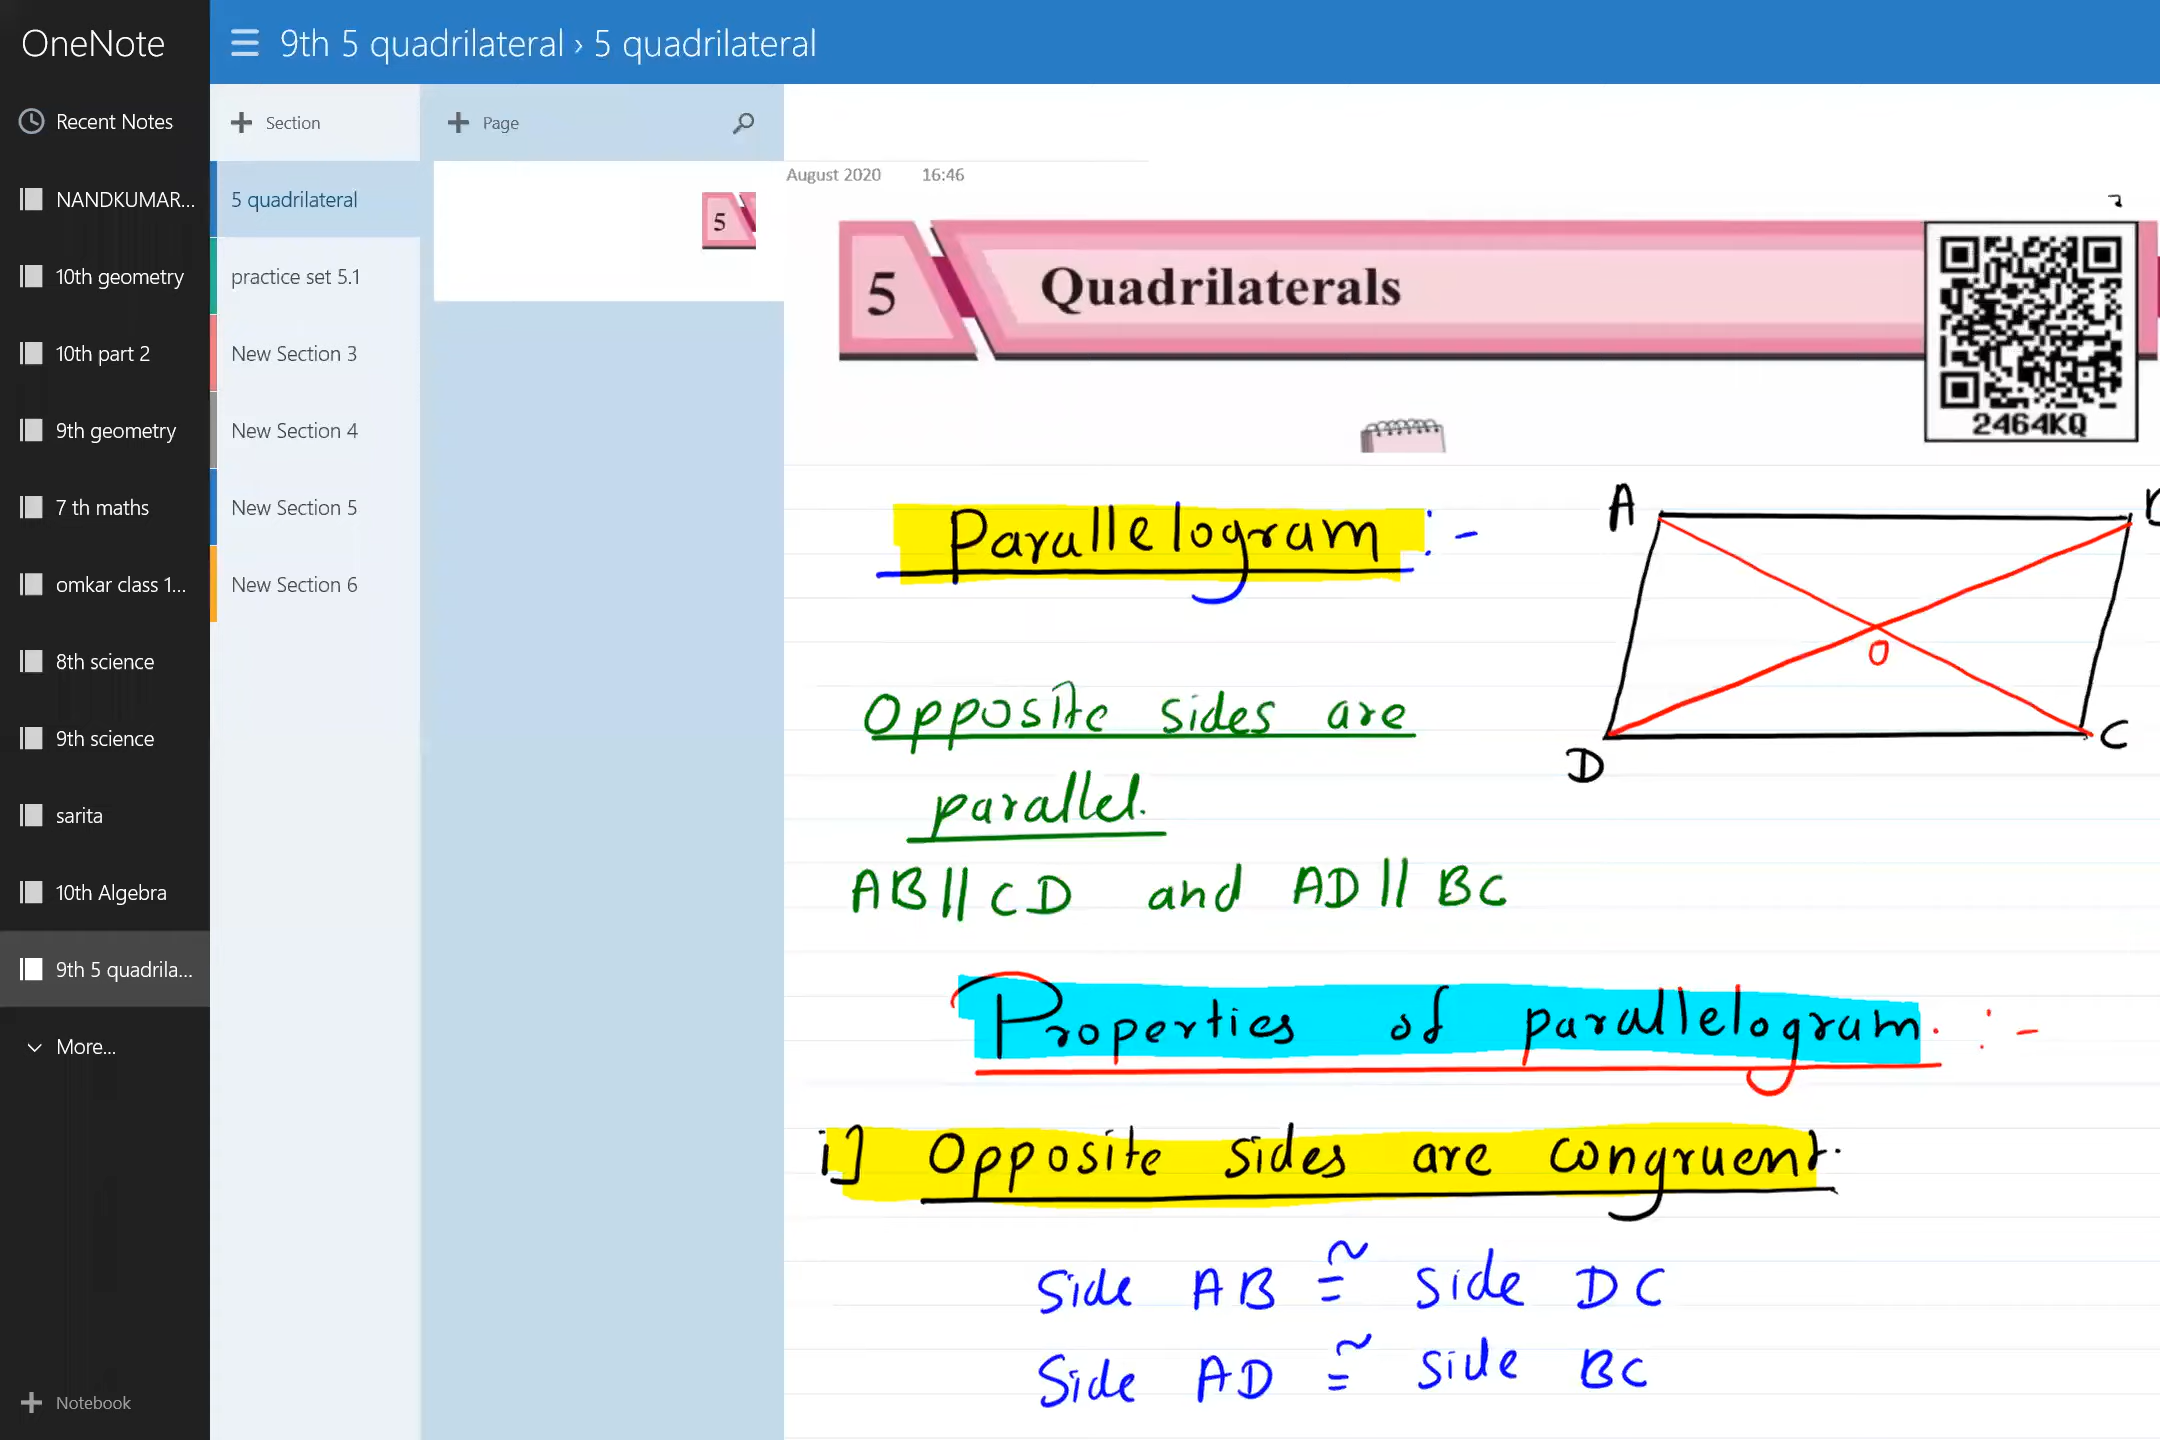 OneNote
9th 5 quadrilateral › 5 quadrilateral
Recent Notes
NANDKUMAR...
10th geometry
10th part 2
9th geometry
7 th maths
omkar class 1...
8th science
9th science
sarita
10th Algebra
9th 5 quadrila...
More...
Notebook
Section
5 quadrilateral
practice set 5.1
New Section 3
New Section 4
New Section 5
New Section 6
Page
5
August 2020 16:46
5 Quadrilaterals
2464KQ
Parallelogram :-
A
O
D
C
Opposite sides are
parallel.
AB || CD and AD || BC
Properties of parallelogram. :-
i] Opposite sides are congruent.
Side AB ≅ side DC
Side AD ≅ side BC